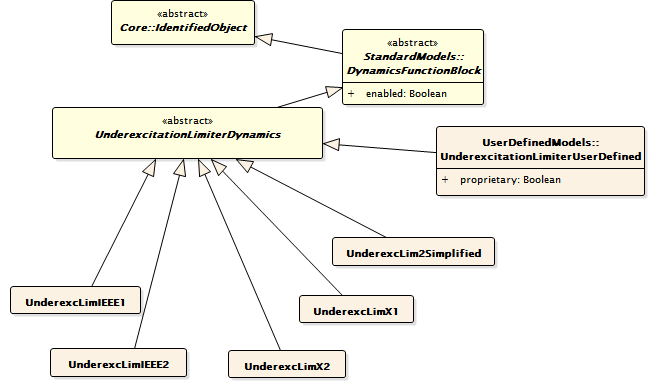 «abstract»
Core::IdentifiedObject
«abstract»
StandardModels::
DynamicsFunctionBlock
+ enabled: Boolean
«abstract»
UnderexcitationLimiterDynamics
UserDefinedModels::
UnderexcitationLimiterUserDefined
+ proprietary: Boolean
UnderexcLim2Simplified
UnderexcLimIEEE1
UnderexcLimX1
UnderexcLimIEEE2
UnderexcLimX2